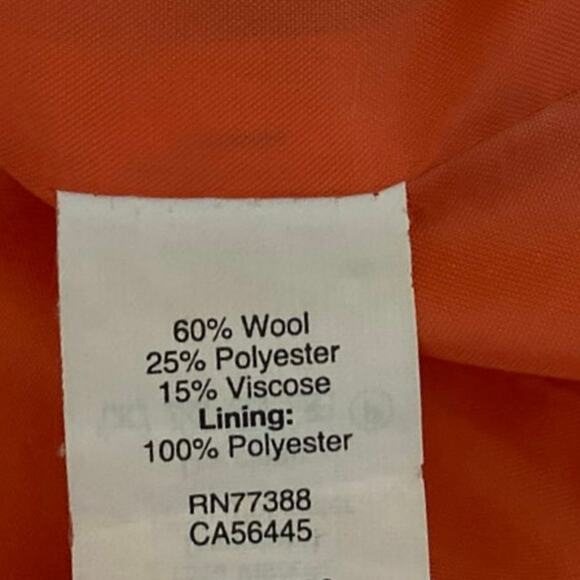 60% Wool
25% Polyester
15% Viscose
Lining:
100% Polyester
RN77388
CA56445